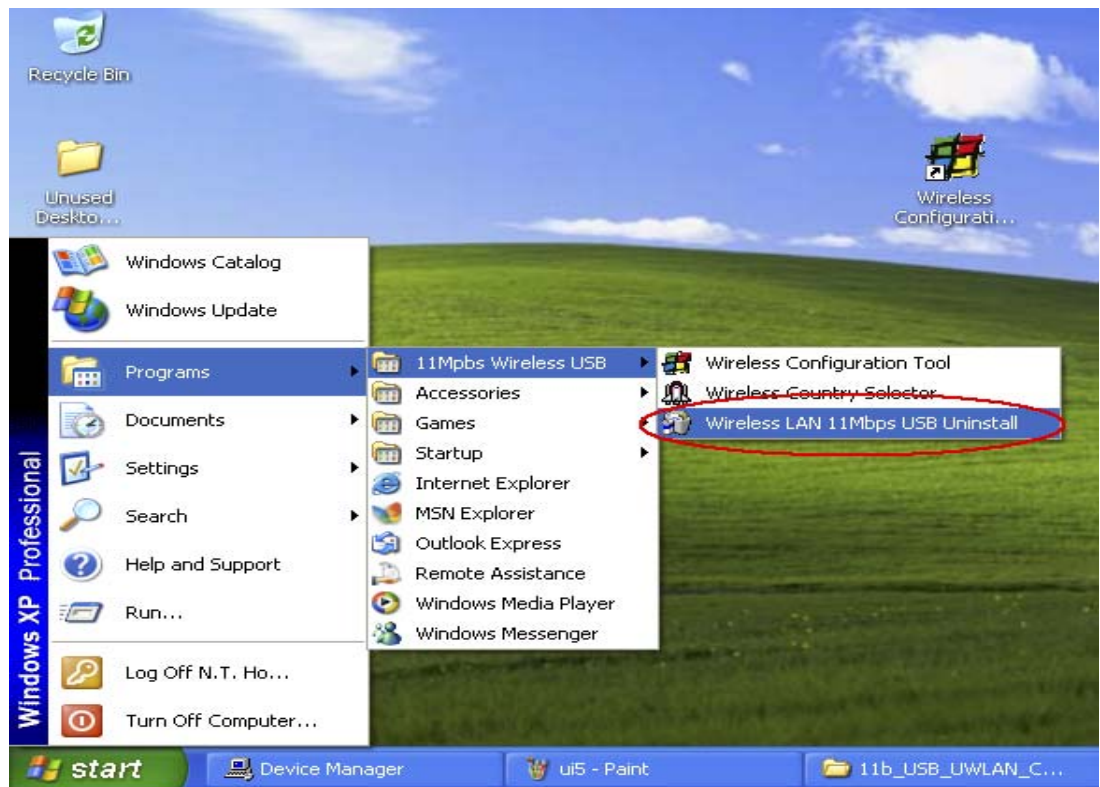 Recycle Bin
Unused
Deskto...
Wireless
Configurati...
Windows XP Professional
Windows Catalog
Windows Update
Programs
Documents
Settings
Search
Help and Support
Run...
Log Off N.T. Ho...
Turn Off Computer...
11Mpbs Wireless USB
Accessories
Games
Startup
Internet Explorer
MSN Explorer
Outlook Express
Remote Assistance
Windows Media Player
Windows Messenger
Wireless Configuration Tool
Wireless Country Selector
Wireless LAN 11Mbps USB Uninstall
start
Device Manager
ui5 - Paint
11b_USB_UWLAN_C...